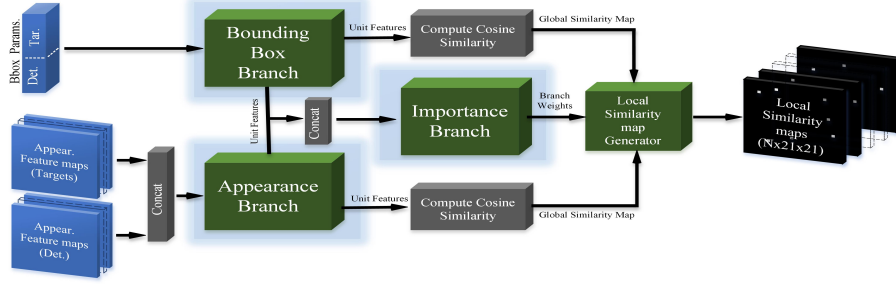 Bbox Params.
Det. Tar.
Bounding
Box
Branch
Unit Features
Compute Cosine
Similarity
Global Similarity Map
Unit Features
Concat
Importance
Branch
Branch
Weights
Local
Similarity
map
Generator
Local
Similarity
maps
(Nx21x21)
Appear.
Feature maps
(Targets)
Appear.
Feature maps
(Det.)
Concat
Appearance
Branch
Unit Features
Compute Cosine
Similarity
Global Similarity Map